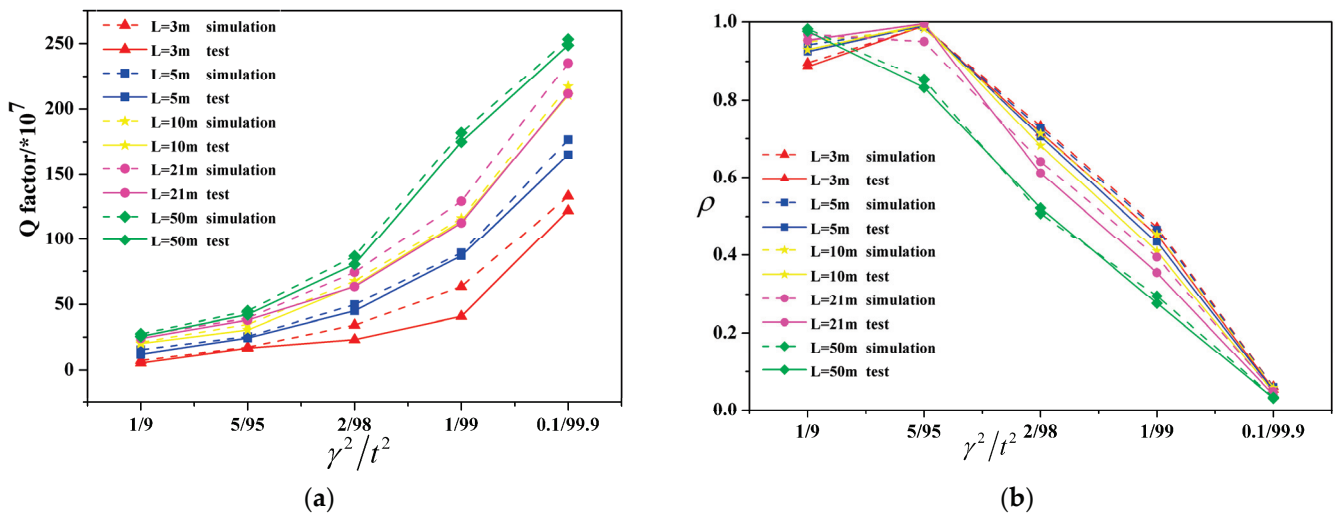 L=3m simulation
L=3m test
L=5m simulation
L=5m test
L=10m simulation
L=10m test
L=21m simulation
L=21m test
L=50m simulation
L=50m test
Q factor/*10^7
250
200
150
100
50
0
1/9 5/95 2/98 1/99 0.1/99.9
γ²/t²
(a)
1.0
0.8
0.6
0.4
0.2
0.0
ρ
L=3m simulation
L=3m test
L=5m simulation
L=5m test
L=10m simulation
L=10m test
L=21m simulation
L=21m test
L=50m simulation
L=50m test
1/9 5/95 2/98 1/99 0.1/99.9
γ²/t²
(b)